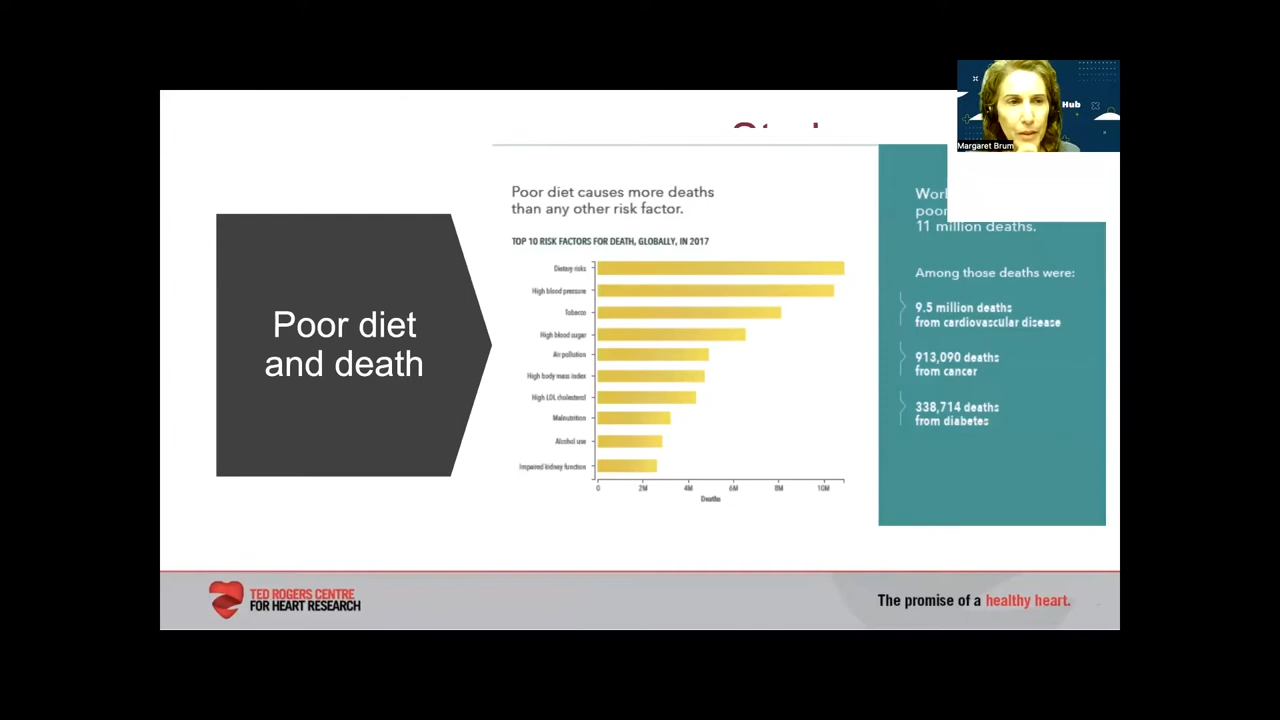 Hub
Margaret Brum
Poor diet
and death
Poor diet causes more deaths
than any other risk factor.
TOP 10 RISK FACTORS FOR DEATH, GLOBALLY, IN 2017
Dietary risks
High blood pressure
Tobacco
High blood sugar
Air pollution
High body mass index
High LDL cholesterol
Malnutrition
Alcohol use
Impaired kidney function
0 2M 4M 6M 8M 10M
Deaths
poor
11 million deaths.
Among those deaths were:
9.5 million deaths
from cardiovascular disease
913,090 deaths
from cancer
338,714 deaths
from diabetes
TED ROGERS CENTRE
FOR HEART RESEARCH
The promise of a healthy heart.